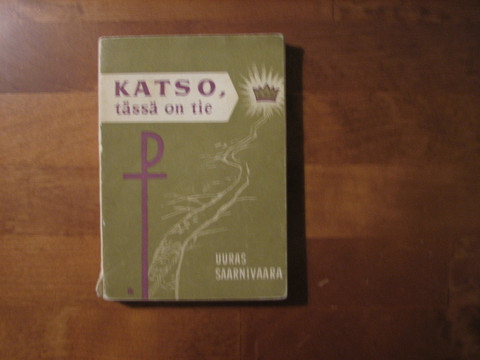 KATSO,
tässä on tie
UURAS
SAARNIVAARA